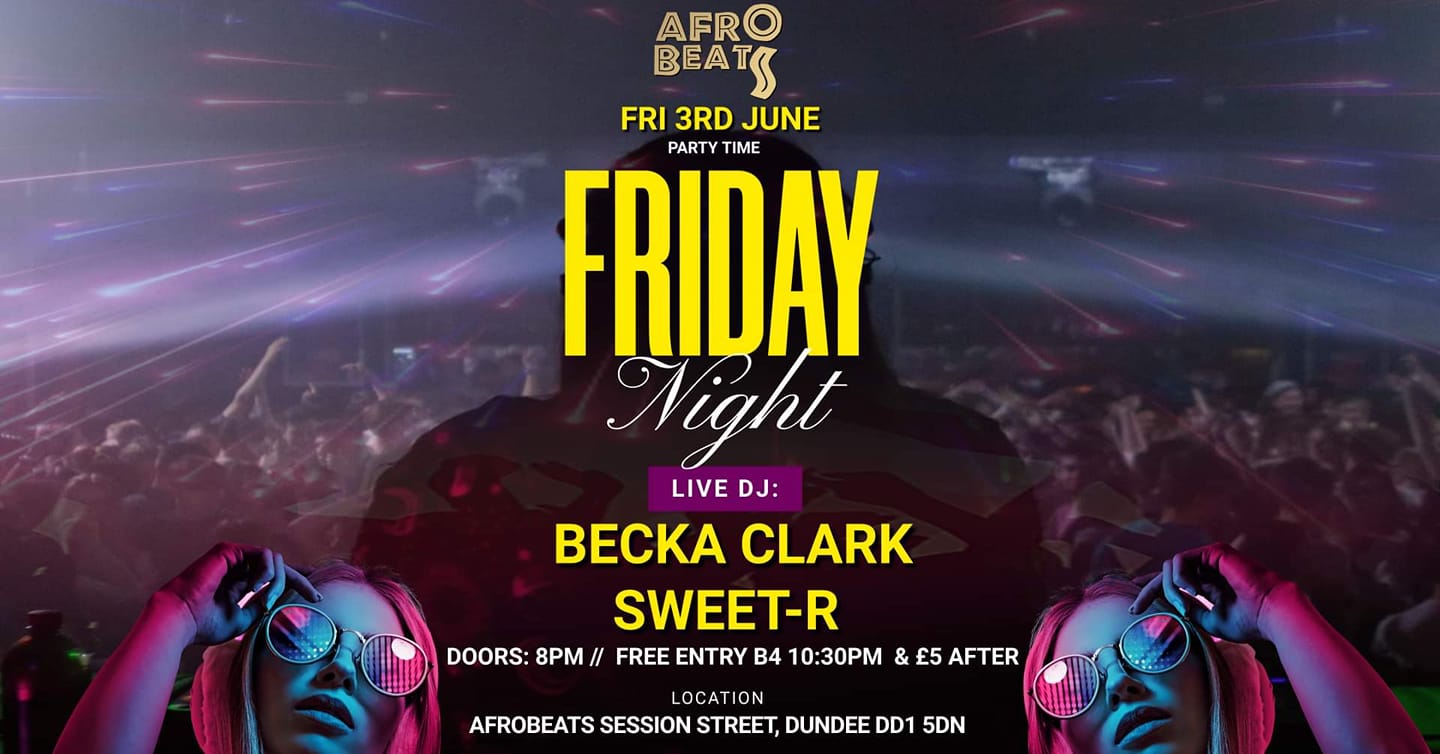 AFRO
BEATS
FRI 3RD JUNE
PARTY TIME
FRIDAY
Night
LIVE DJ:
BECKA CLARK
SWEET-R
DOORS: 8PM // FREE ENTRY B4 10:30PM & £5 AFTER
LOCATION
AFROBEATS SESSION STREET, DUNDEE DD1 5DN